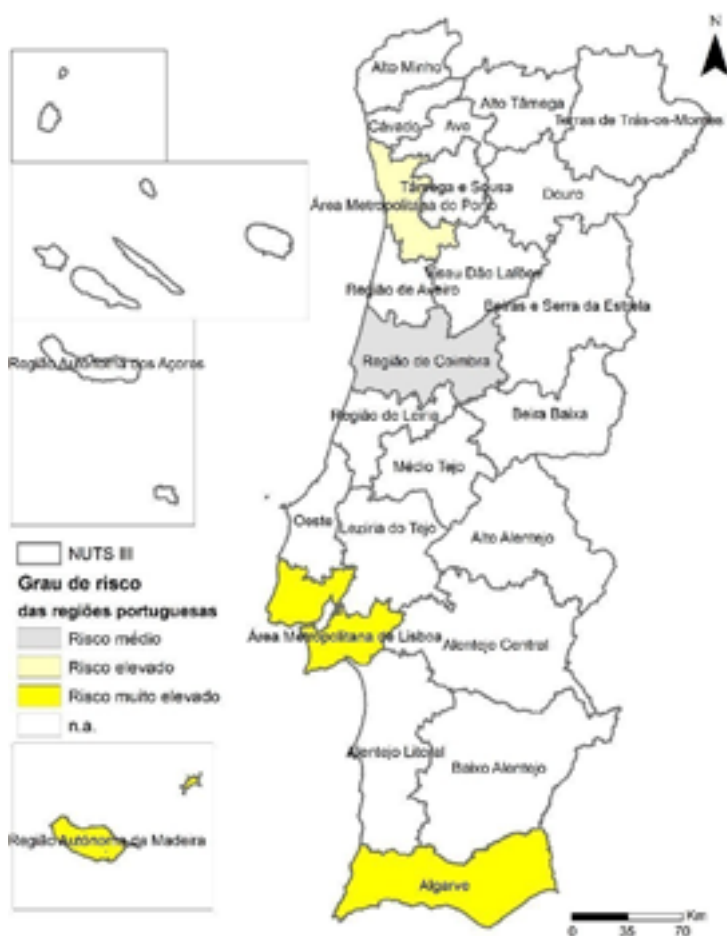 N
Alto Minho
Alto Tâmega
Terras de Trás-os-Montes
Cávado
Ave
Tâmega e Sousa
Douro
Área Metropolitana do Porto
Viseu Dão Lafões
Região de Aveiro
Beiras e Serra da Estrela
Região Autónoma dos Açores
Região de Coimbra
Região de Leiria
Beira Baixa
Médio Tejo
Oeste
Lezíria do Tejo
Alto Alentejo
NUTS III
Grau de risco
das regiões portuguesas
Risco médio
Risco elevado
Risco muito elevado
n.a.
Área Metropolitana de Lisboa
Alentejo Central
Alentejo Litoral
Baixo Alentejo
Região Autónoma da Madeira
Algarve
Km
0 35 70